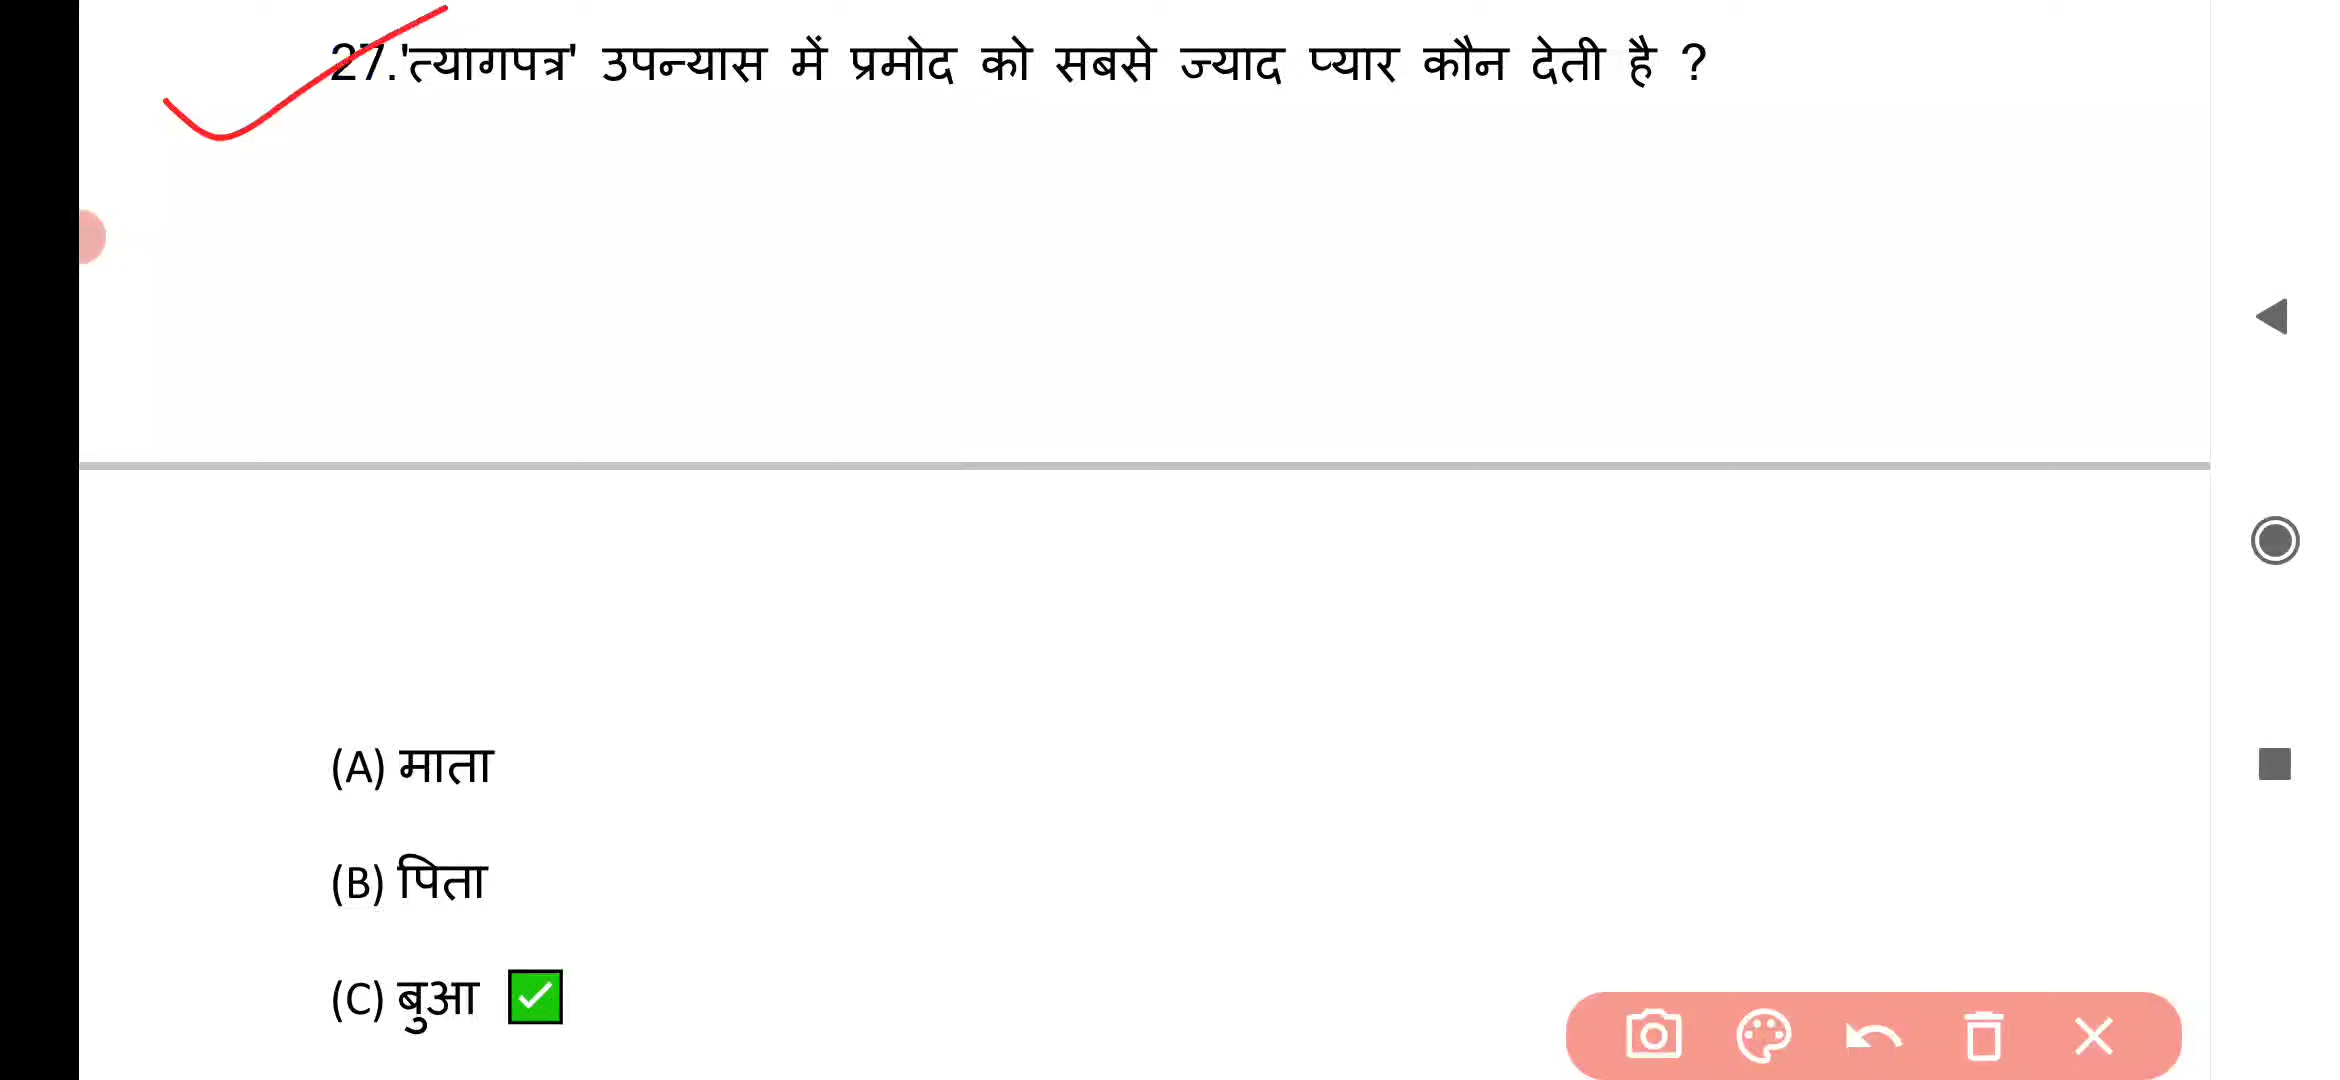 27.'त्यागपत्र' उपन्यास में प्रमोद को सबसे ज्याद प्यार कौन देती है ?
(A) माता
(B) पिता
(C) बुआ